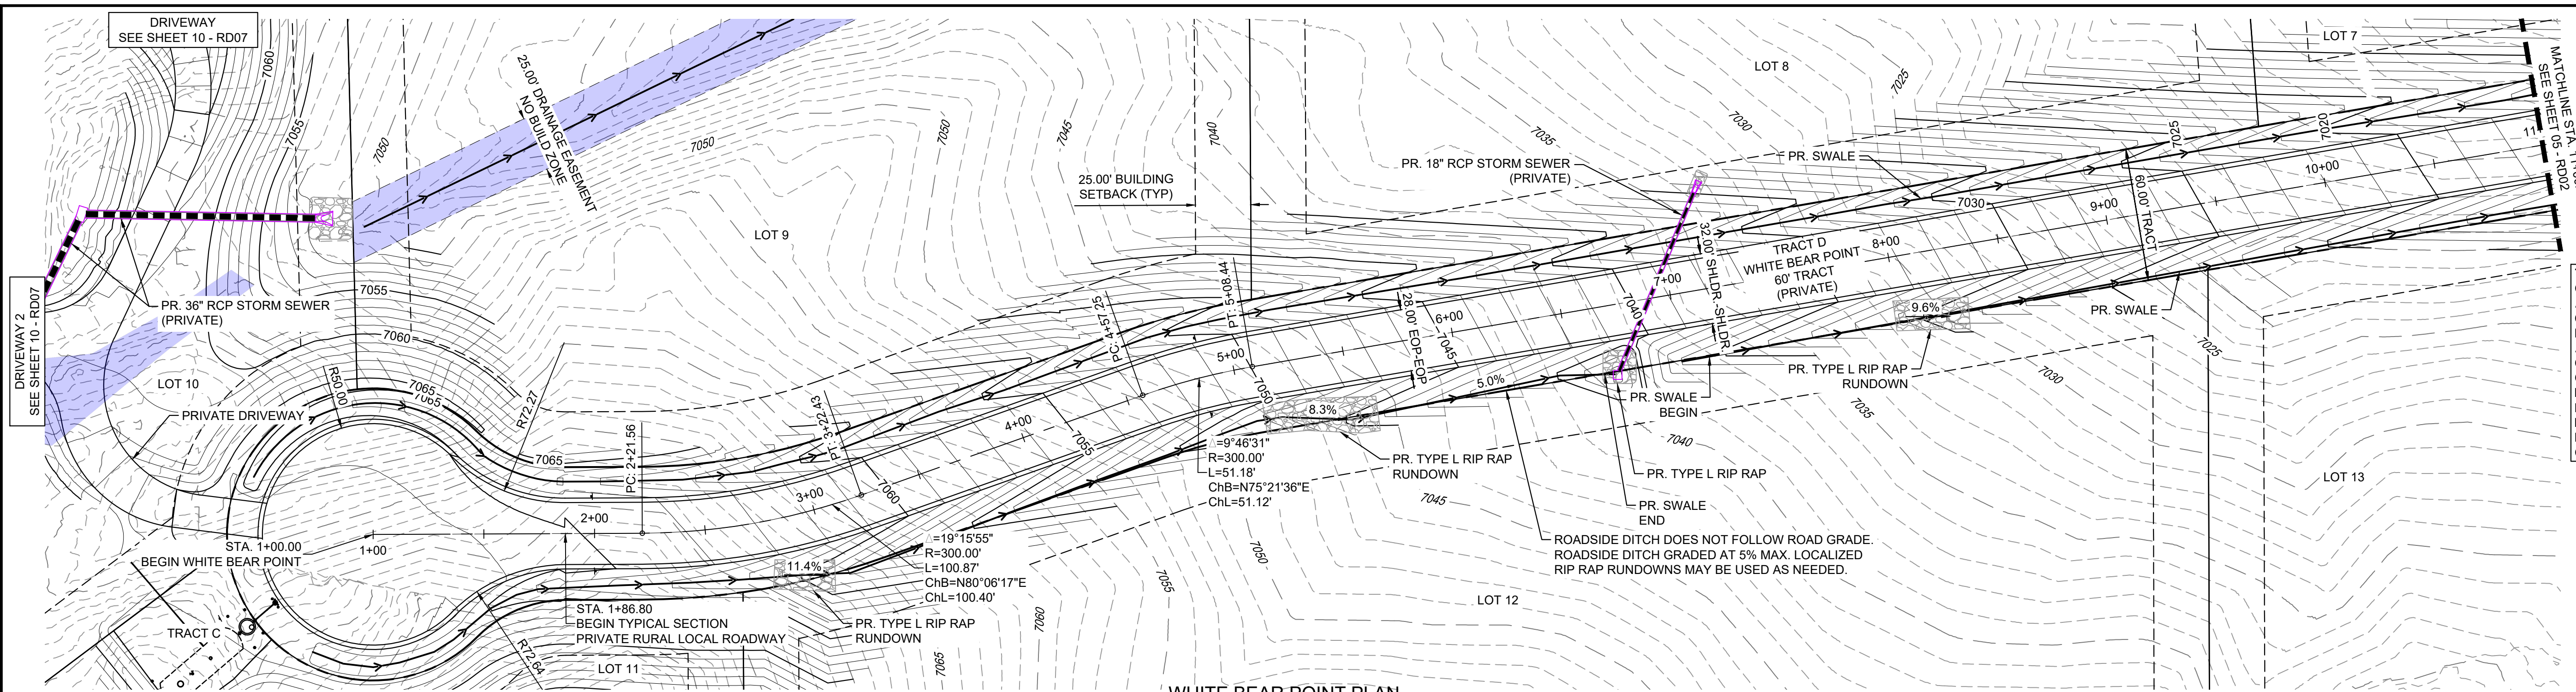 DRIVEWAY
SEE SHEET 10 - RD07
DRIVEWAY 2
SEE SHEET 10 - RD07
7060
7055
7050
25.00' DRAINAGE EASEMENT
NO BUILD ZONE
7050
7050
7045
7040
LOT 9
25.00' BUILDING
SETBACK (TYP)
PR. 36" RCP STORM SEWER
(PRIVATE)
7055
7060
7065
7065
7065
LOT 10
PRIVATE DRIVEWAY
R50.00
R72.27
PC: 2+21.56
PT: 3+22.43
PC: 4+57.25
PT: 5+08.44
STA. 1+00.00
BEGIN WHITE BEAR POINT
1+00
2+00
3+00
4+00
5+00
6+00
7+00
8+00
9+00
10+00
11
TRACT C
R72.64
LOT 11
STA. 1+86.80
BEGIN TYPICAL SECTION
PRIVATE RURAL LOCAL ROADWAY
11.4%
PR. TYPE L RIP RAP
RUNDOWN
Δ=19°15'55"
R=300.00'
L=100.87'
ChB=N80°06'17"E
ChL=100.40'
7060
7055
7050
7045
7040
Δ=9°46'31"
R=300.00'
L=51.18'
ChB=N75°21'36"E
ChL=51.12'
8.3%
PR. TYPE L RIP RAP
RUNDOWN
28.00' EOP-EOP
5.0%
PR. 18" RCP STORM SEWER
(PRIVATE)
32.00' SHLDR.-SHLDR.
TRACT D
WHITE BEAR POINT
60' TRACT
(PRIVATE)
PR. SWALE
PR. SWALE
BEGIN
PR. TYPE L RIP RAP
PR. SWALE
END
ROADSIDE DITCH DOES NOT FOLLOW ROAD GRADE.
ROADSIDE DITCH GRADED AT 5% MAX. LOCALIZED
RIP RAP RUNDOWNS MAY BE USED AS NEEDED.
9.6%
PR. TYPE L RIP RAP
RUNDOWN
PR. SWALE
60.00' TRACT
LOT 8
LOT 7
7035
7030
7025
7030
7025
7020
7025
7030
7035
7040
7045
7050
7055
7060
7065
LOT 12
LOT 13
MATCHLINE STA.
SEE SHEET 05 - RD02
WHITE BEAR POINT PLAN